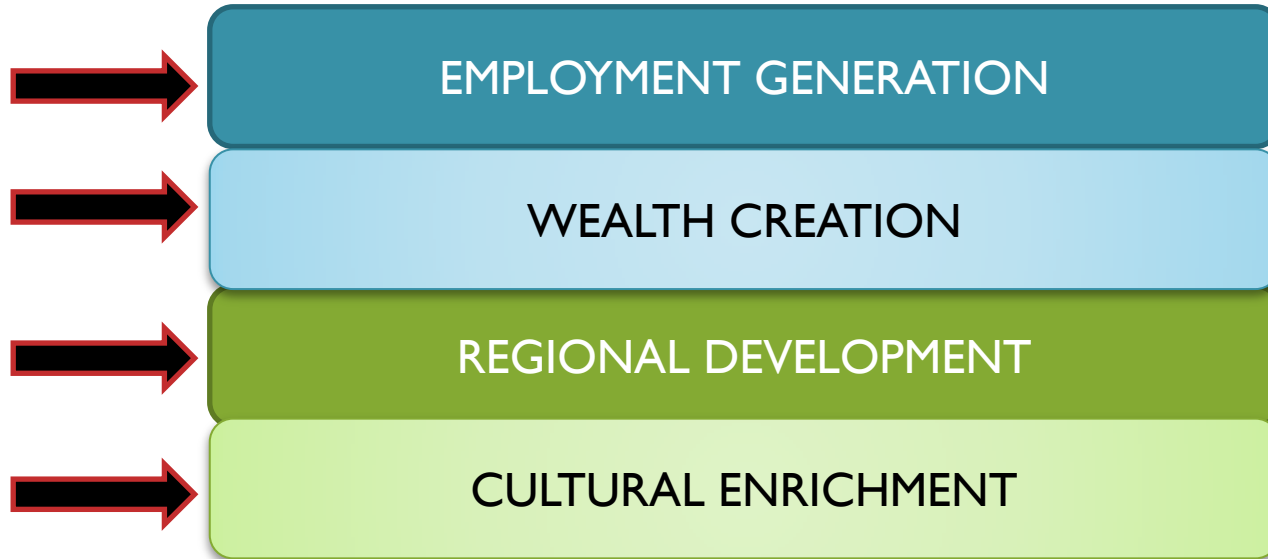 EMPLOYMENT GENERATION
WEALTH CREATION
REGIONAL DEVELOPMENT
CULTURAL ENRICHMENT